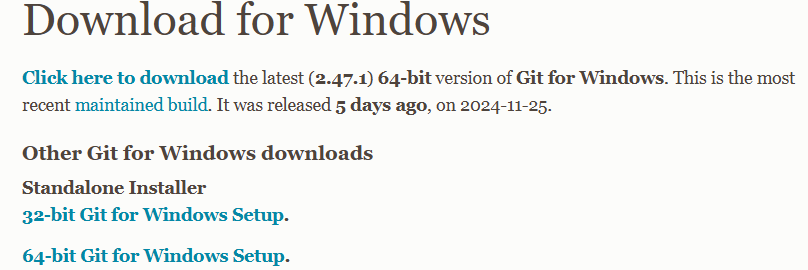 Download for Windows
Click here to download the latest (2.47.1) 64-bit version of Git for Windows. This is the most
recent maintained build. It was released 5 days ago, on 2024-11-25.
Other Git for Windows downloads
Standalone Installer
32-bit Git for Windows Setup.
64-bit Git for Windows Setup.